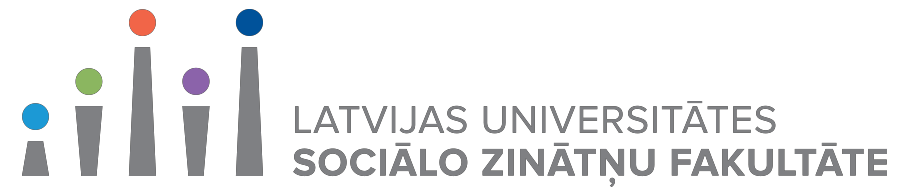 LATVIJAS UNIVERSITĀTES
SOCIĀLO ZINĀTŅU FAKULTĀTE